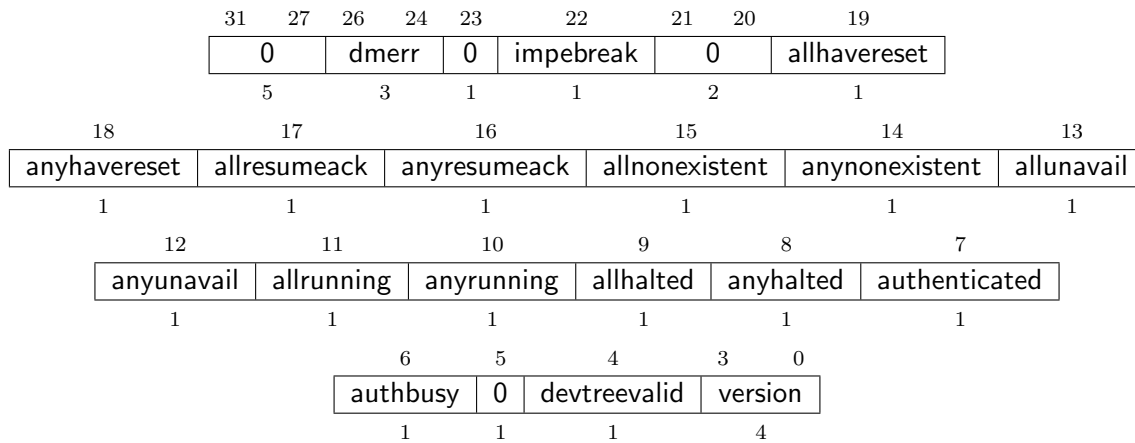 31 27 26 24 23 22 21 20 19
0 dmerr 0 impebreak 0 allhavereset
5 3 1 1 2 1
18 17 16 15 14 13
anyhavereset allresumeack anyresumeack allnonexistent anynonexistent allunavail
1 1 1 1 1 1
12 11 10 9 8 7
anyunavail allrunning anyrunning allhalted anyhalted authenticated
1 1 1 1 1 1
6 5 4 3 0
authbusy 0 devtreevalid version
1 1 1 4